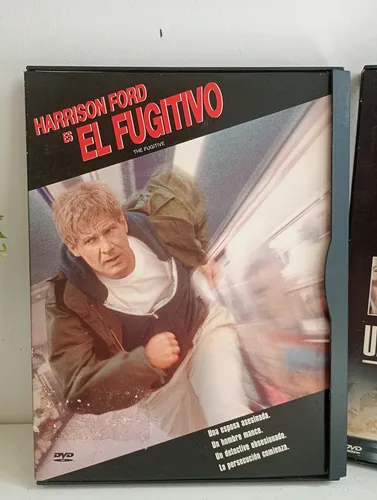 HARRISON FORD
ES
EL FUGITIVO
THE FUGITIVE
Una esposa asesinada.
Un hombre manco.
Un detective obsesionado.
La persecución comienza.
DVD
U
DVD